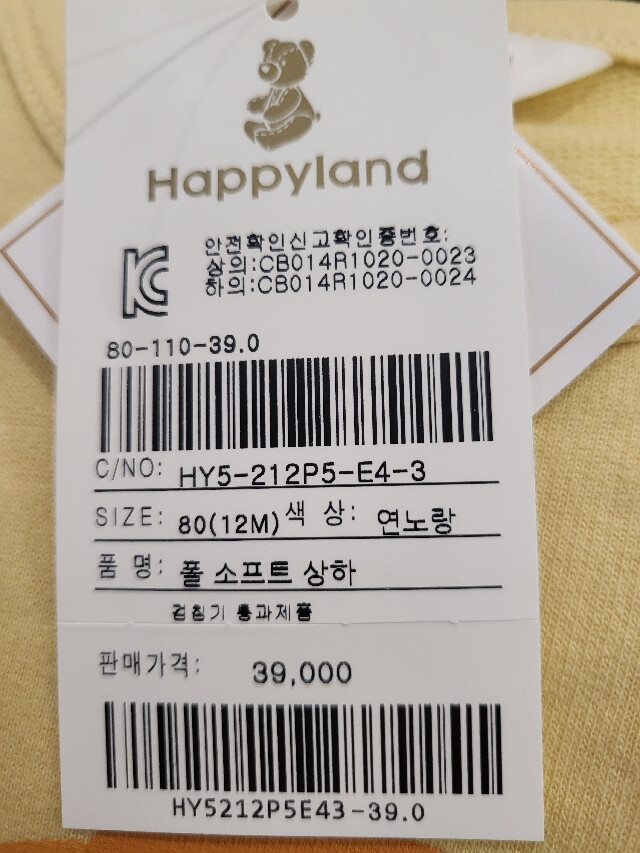 Happyland
안전확인신고확인증번호:
상의:CB014R1020-0023
하의:CB014R1020-0024
80-110-39.0
C/NO: HY5-212P5-E4-3
SIZE: 80(12M) 색 상: 연노랑
품 명: 폴 소프트 상하
검침기 통과제품
판매가격: 39,000
HY5212P5E43-39.0